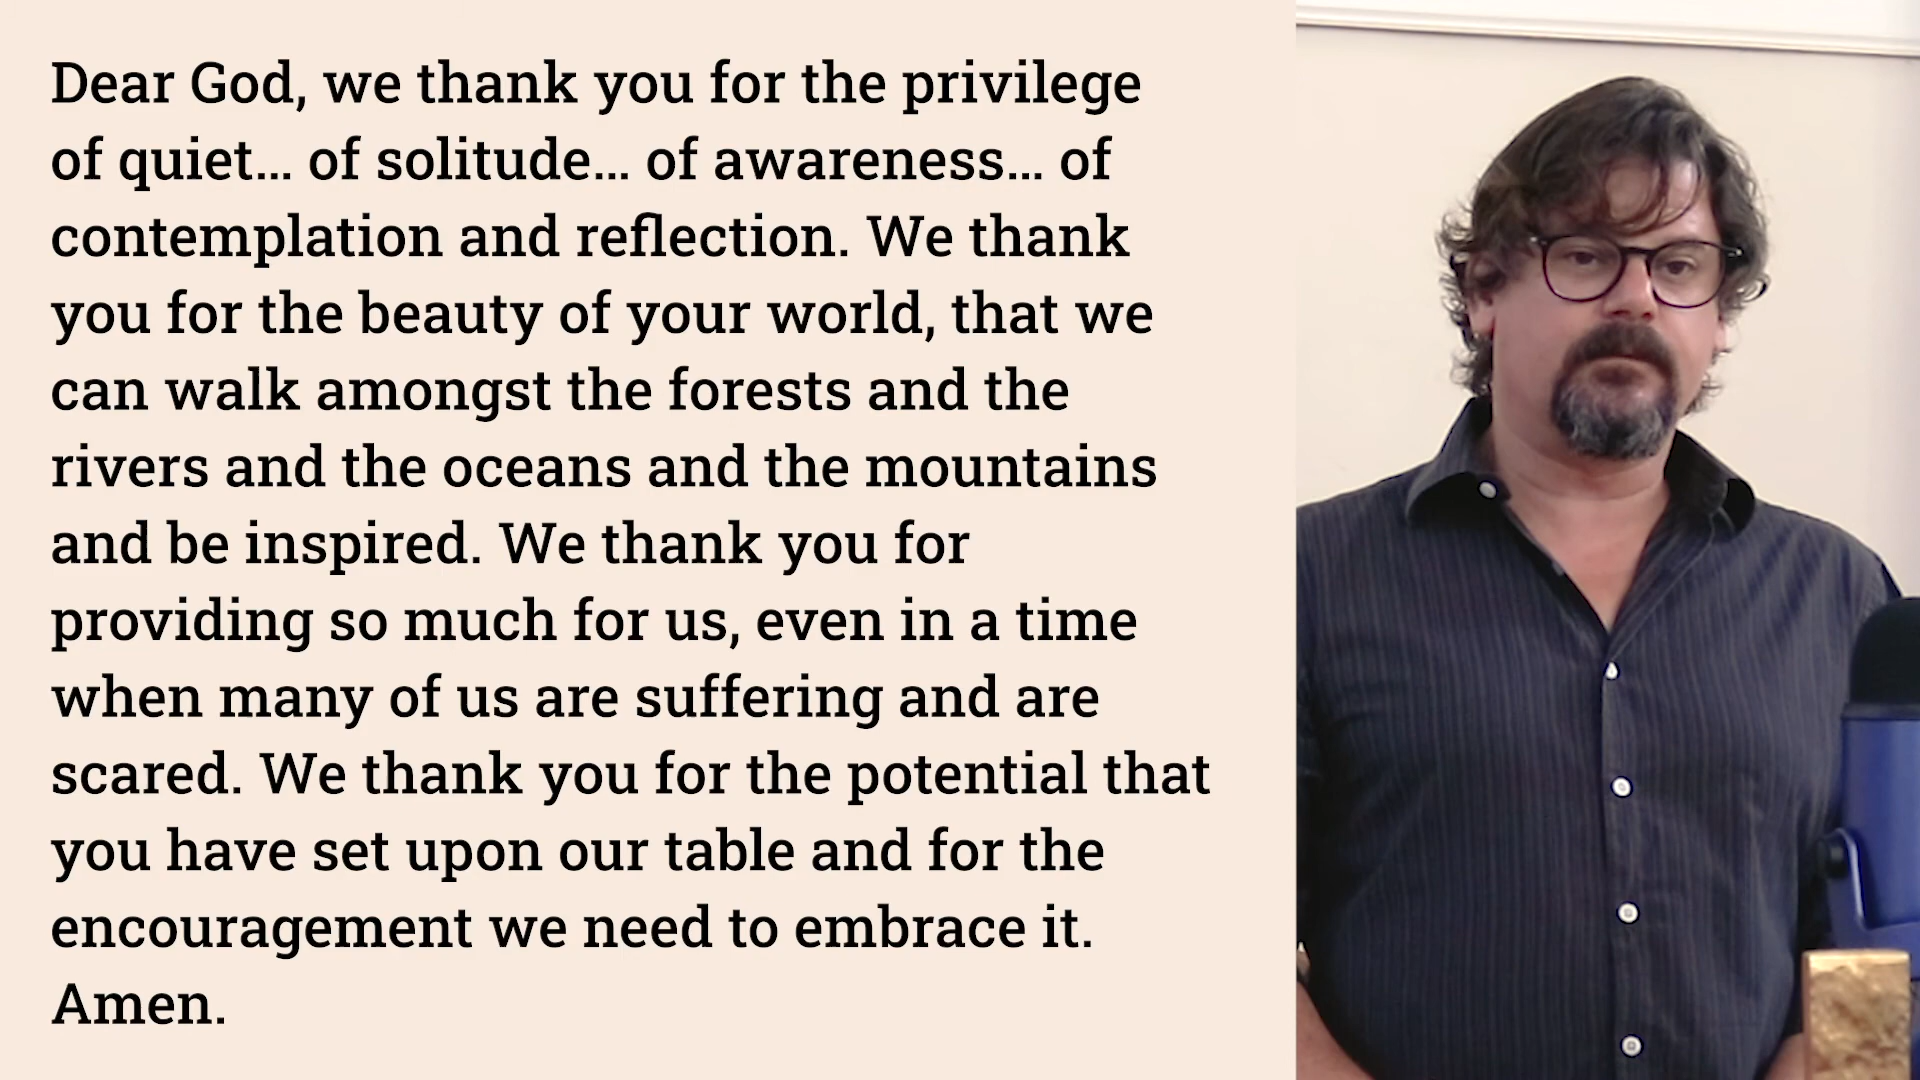 Dear God, we thank you for the privilege
of quiet... of solitude... of awareness... of
contemplation and reflection. We thank
you for the beauty of your world, that we
can walk amongst the forests and the
rivers and the oceans and the mountains
and be inspired. We thank you for
providing so much for us, even in a time
when many of us are suffering and are
scared. We thank you for the potential that
you have set upon our table and for the
encouragement we need to embrace it.
Amen.